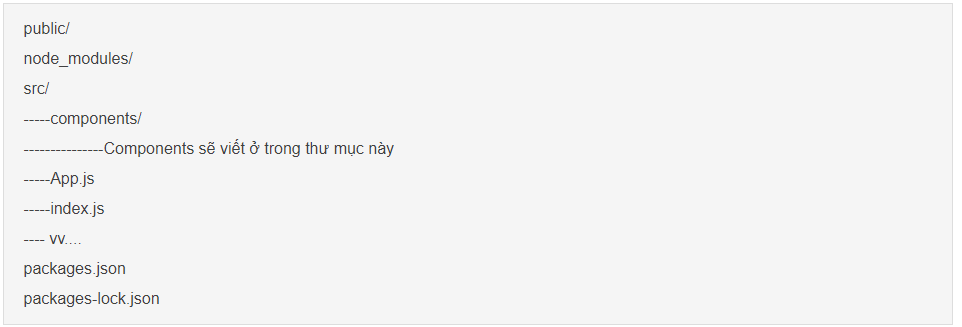 public/
node_modules/
src/
-----components/
---------------Components sẽ viết ở trong thư mục này
-----App.js
-----index.js
---- vv....
packages.json
packages-lock.json